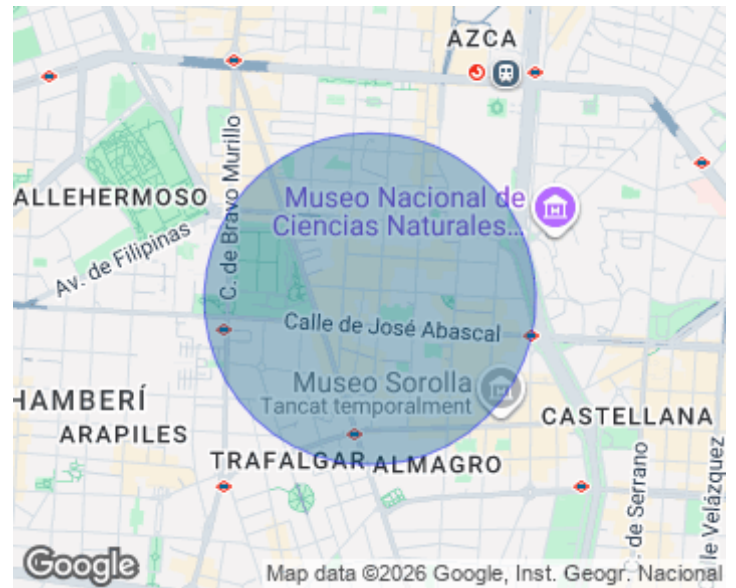 AZCA
ALLEHERMOSO
C. de Bravo Murillo
Museo Nacional de
Ciencias Naturales...
Av. de Filipinas
Calle de José Abascal
Museo Sorolla
Tancat temporalment
HAMBERÍ
ARAPILES
CASTELLANA
TRAFALGAR
ALMAGRO
. de Serrano
lle Velázquez
Google
Map data ©2026 Google, Inst. Geogr. Nacional